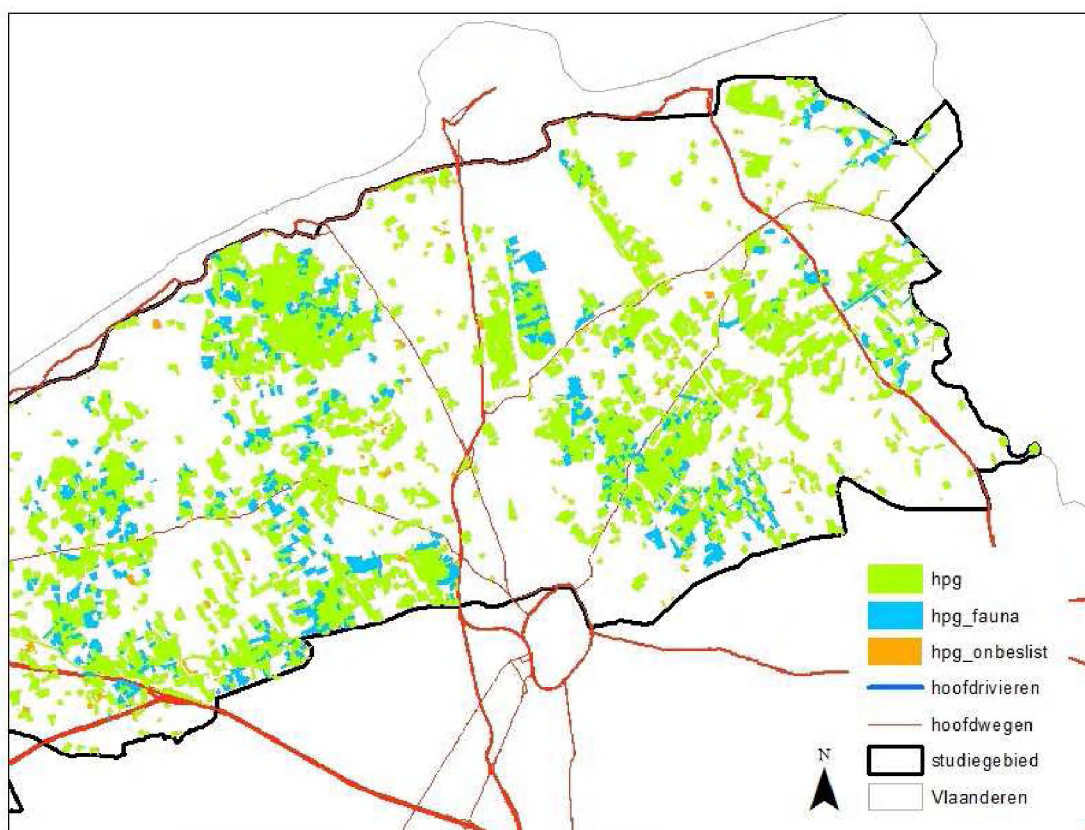 hpg
hpg_fauna
hpg_onbeslist
hoofdrivieren
hoofdwegen
N
studiegebied
Vlaanderen